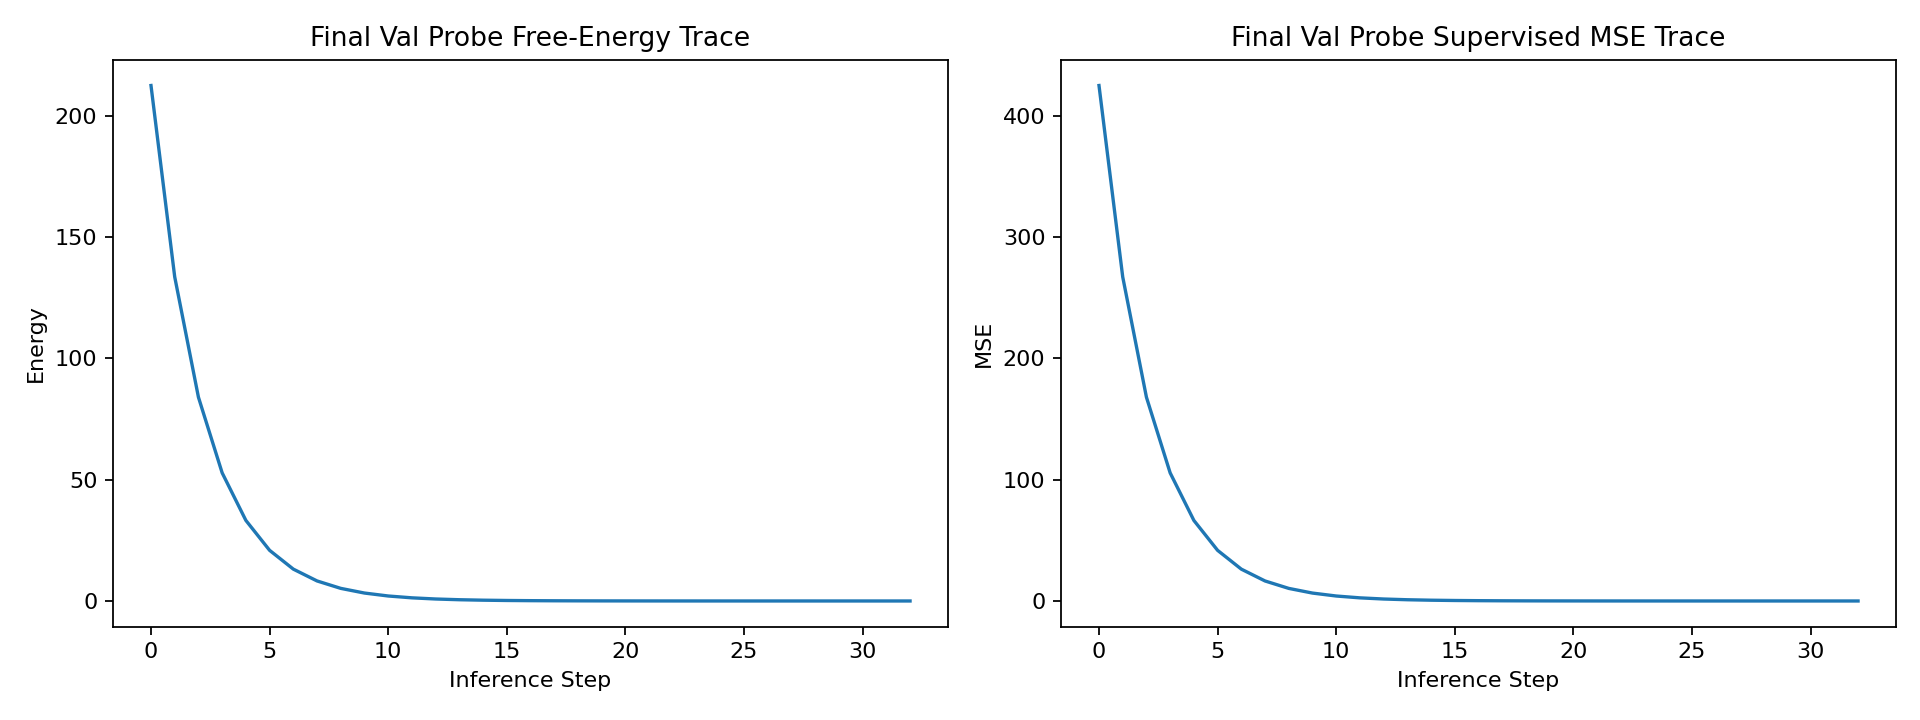 Final Val Probe Free-Energy Trace
Energy
200
150
100
50
0
0 5 10 15 20 25 30
Inference Step
Final Val Probe Supervised MSE Trace
MSE
400
300
200
100
0
0 5 10 15 20 25 30
Inference Step